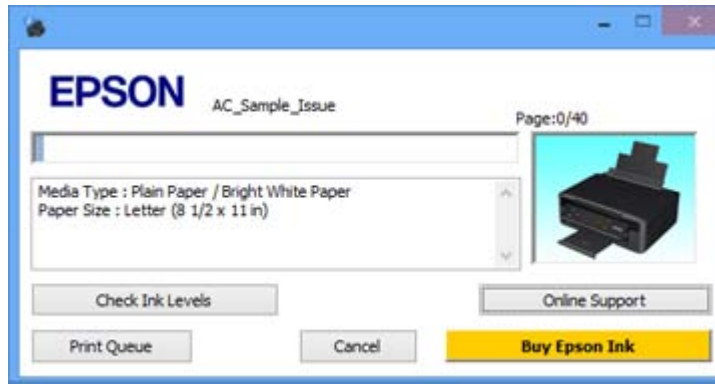 EPSON
AC_Sample_Issue
Page:0/40
Media Type : Plain Paper / Bright White Paper
Paper Size : Letter (8 1/2 x 11 in)
Check Ink Levels
Online Support
Print Queue
Cancel
Buy Epson Ink